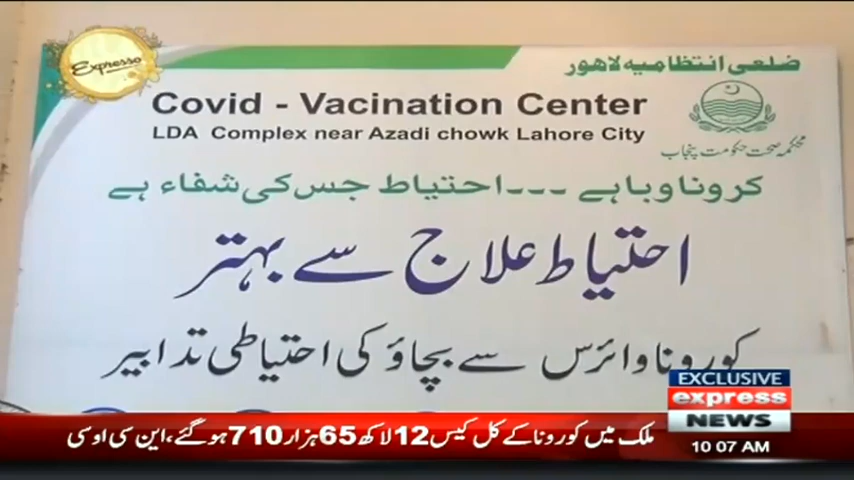 Expresso
ضلعی انتظامیہ لاہور
Covid - Vacination Center
LDA Complex near Azadi chowk Lahore City
محکمہ صحت حکومت پنجاب
کرونا وبا ہے ۔۔۔ احتیاط جس کی شفاء ہے
احتیاط علاج سے بہتر
کورونا وائرس سے بچاؤ کی احتیاطی تدابیر
EXCLUSIVE
express
NEWS
10:07 AM
ملک میں کورونا کے کل کیس 12 لاکھ 65 ہزار 710 ہو گئے، این سی او سی